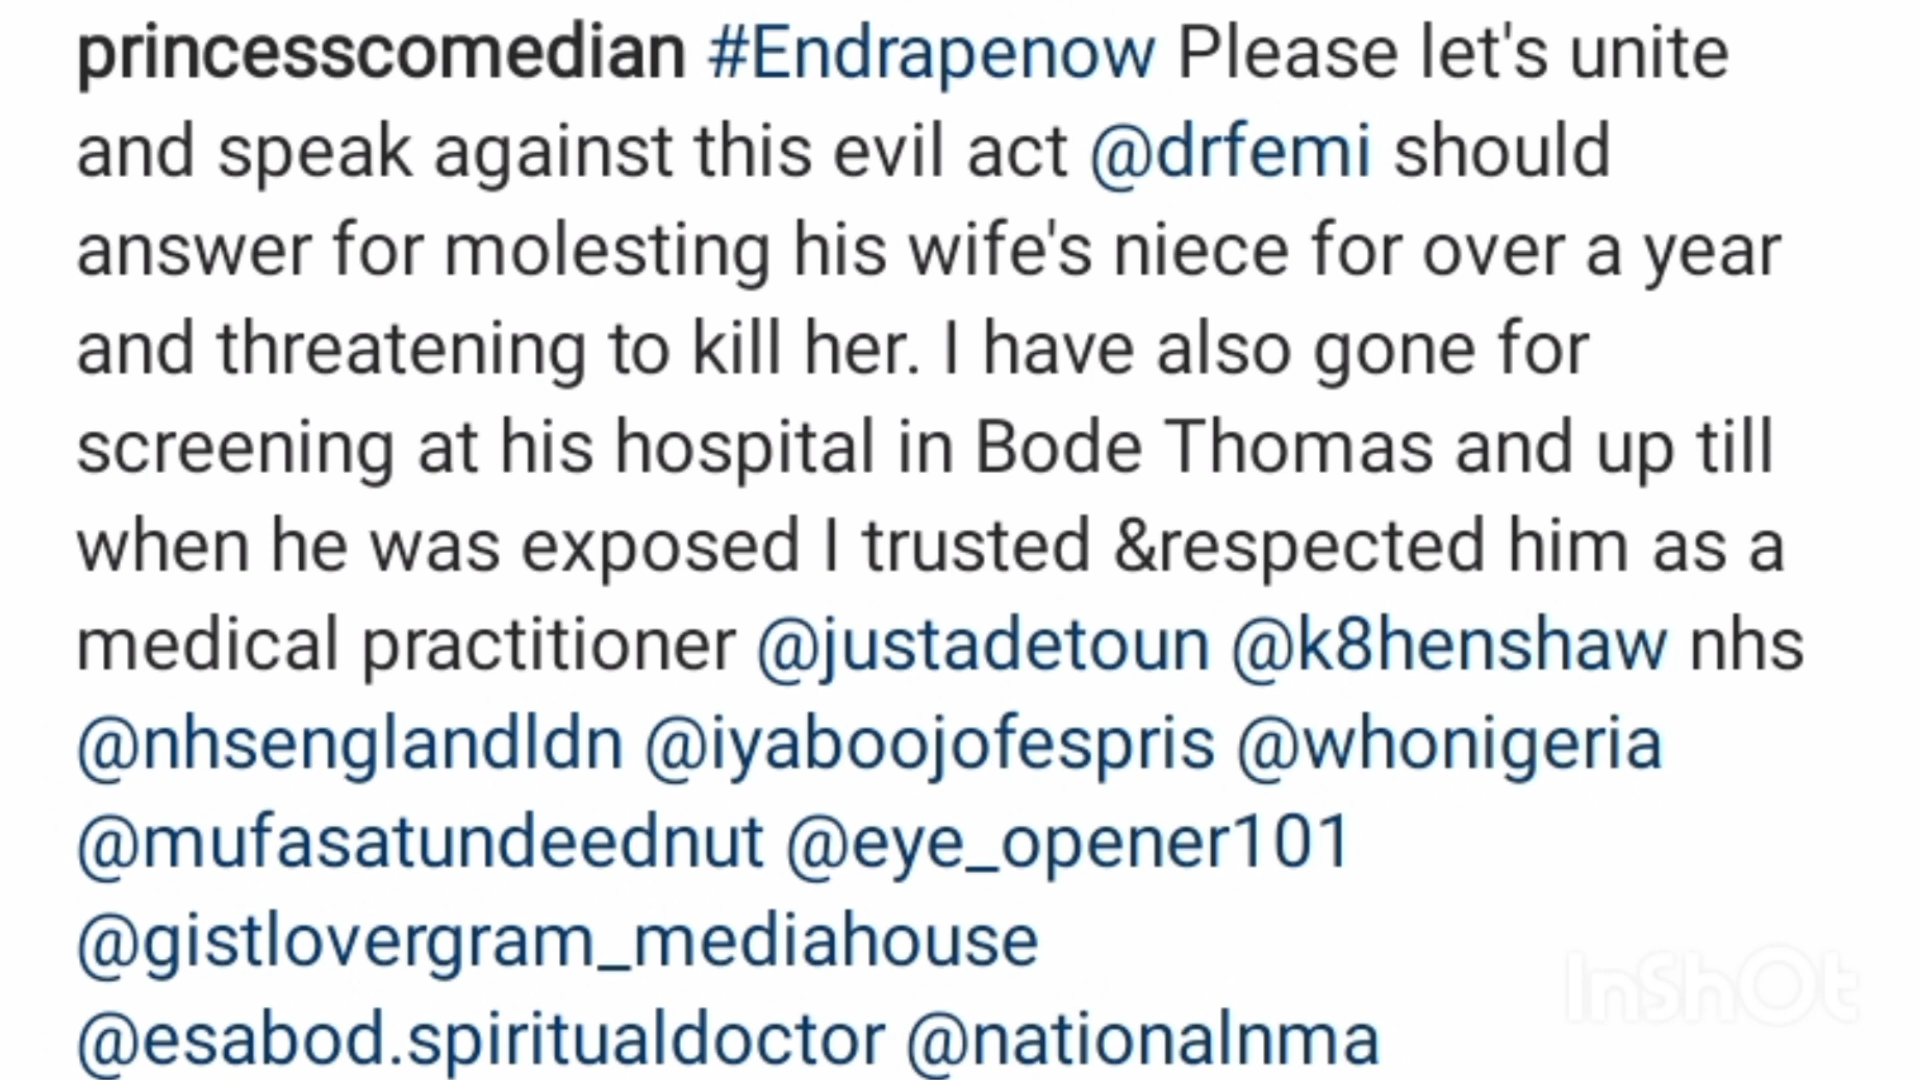 princesscomedian #Endrapenow Please let's unite
and speak against this evil act @drfemi should
answer for molesting his wife's niece for over a year
and threatening to kill her. I have also gone for
screening at his hospital in Bode Thomas and up till
when he was exposed I trusted &respected him as a
medical practitioner @justadetoun @k8henshaw nhs
@nhsenglandldn @iyaboojofespris @whonigeria
@mufasatundeednut @eye_opener101
@gistlovergram_mediahouse
@esabod.spiritualdoctor @nationalnma
InShOt